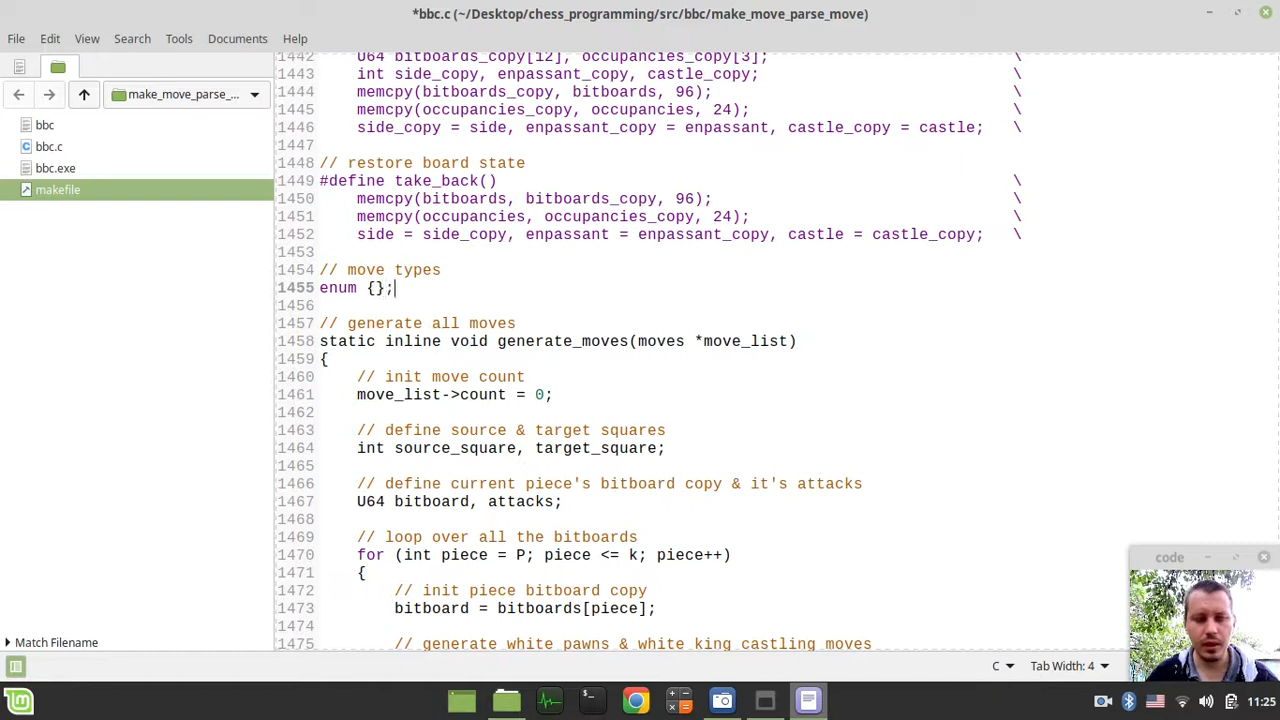 *bbc.c (~/Desktop/chess_programming/src/bbc/make_move_parse_move)
File Edit View Search Tools Documents Help
make_move_parse_...
bbc
bbc.c
bbc.exe
makefile
Match Filename
1442 U64 bitboards_copy[12], occupancies_copy[3]; \
1443 int side_copy, enpassant_copy, castle_copy; \
1444 memcpy(bitboards_copy, bitboards, 96); \
1445 memcpy(occupancies_copy, occupancies, 24); \
1446 side_copy = side, enpassant_copy = enpassant, castle_copy = castle; \
1447
1448 // restore board state
1449 #define take_back() \
1450 memcpy(bitboards, bitboards_copy, 96); \
1451 memcpy(occupancies, occupancies_copy, 24); \
1452 side = side_copy, enpassant = enpassant_copy, castle = castle_copy; \
1453
1454 // move types
1455 enum {};
1456
1457 // generate all moves
1458 static inline void generate_moves(moves *move_list)
1459 {
1460 // init move count
1461 move_list->count = 0;
1462
1463 // define source & target squares
1464 int source_square, target_square;
1465
1466 // define current piece's bitboard copy & it's attacks
1467 U64 bitboard, attacks;
1468
1469 // loop over all the bitboards
1470 for (int piece = P; piece <= k; piece++)
1471 {
1472 // init piece bitboard copy
1473 bitboard = bitboards[piece];
1474
1475 // generate white pawns & white king castling moves
code
C Tab Width: 4
11:25